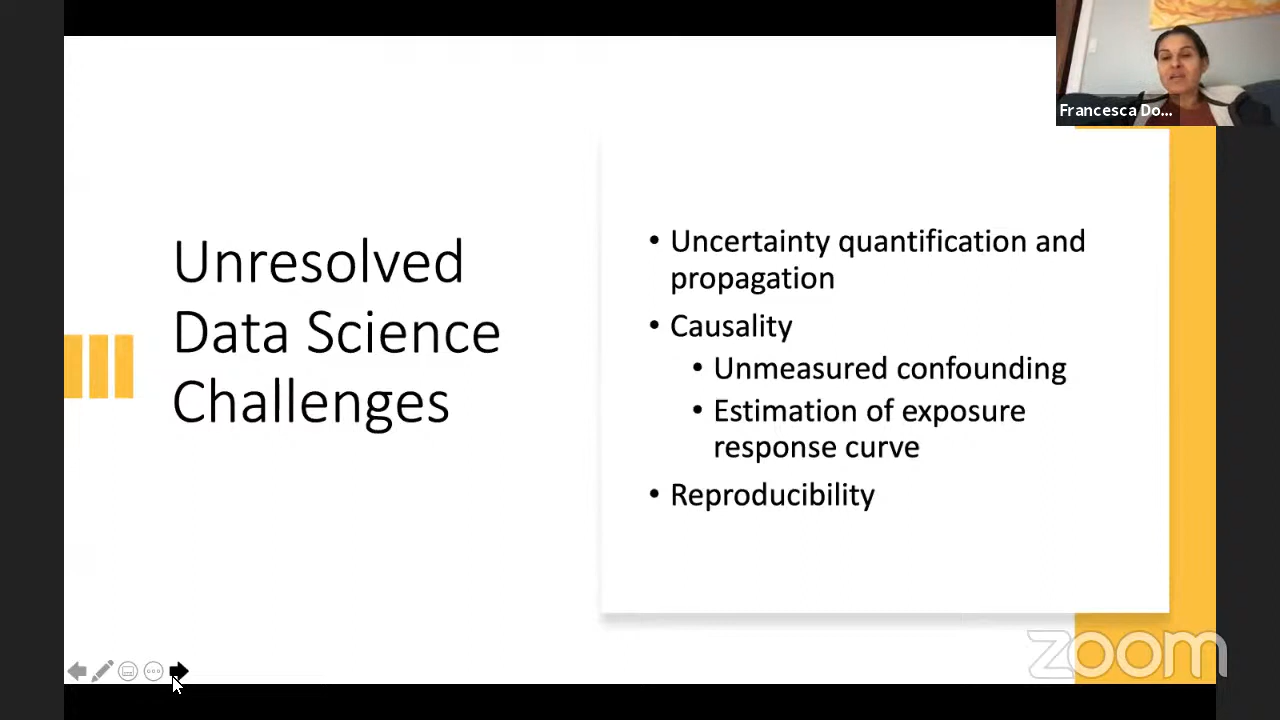 Francesca Do...
Unresolved
Data Science
Challenges
• Uncertainty quantification and
propagation
• Causality
• Unmeasured confounding
• Estimation of exposure
response curve
• Reproducibility
zoom